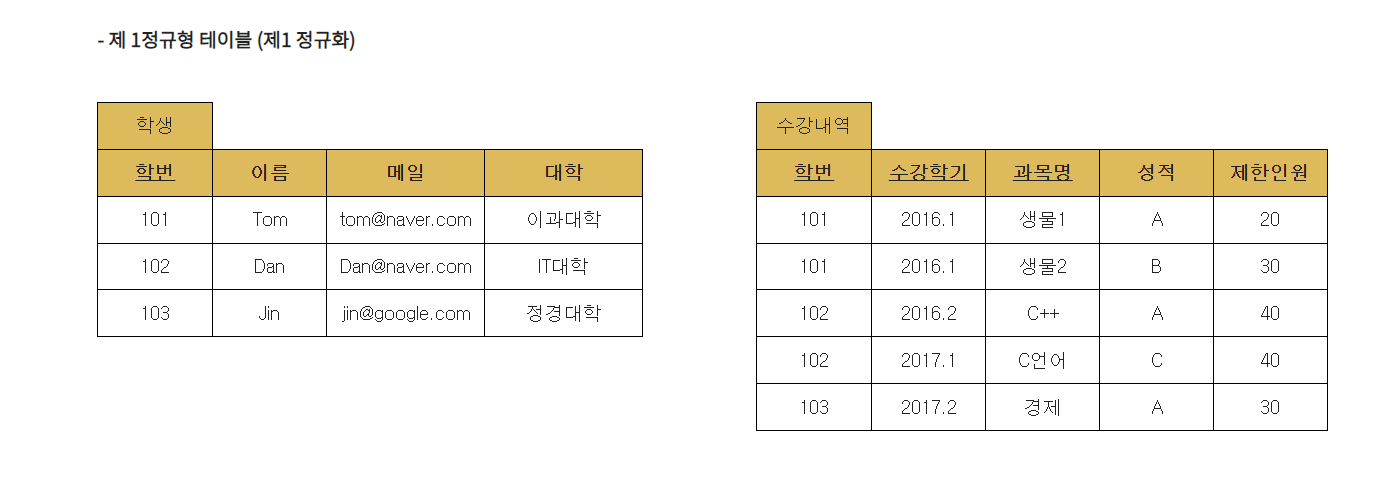 - 제 1정규형 테이블 (제1 정규화)
학생
학번 이름 메일 대학
101 Tom tom@naver.com 이과대학
102 Dan Dan@naver.com IT대학
103 Jin jin@google.com 정경대학
수강내역
학번 수강학기 과목명 성적 제한인원
101 2016.1 생물1 A 20
101 2016.1 생물2 B 30
102 2016.2 C++ A 40
102 2017.1 C언어 C 40
103 2017.2 경제 A 30